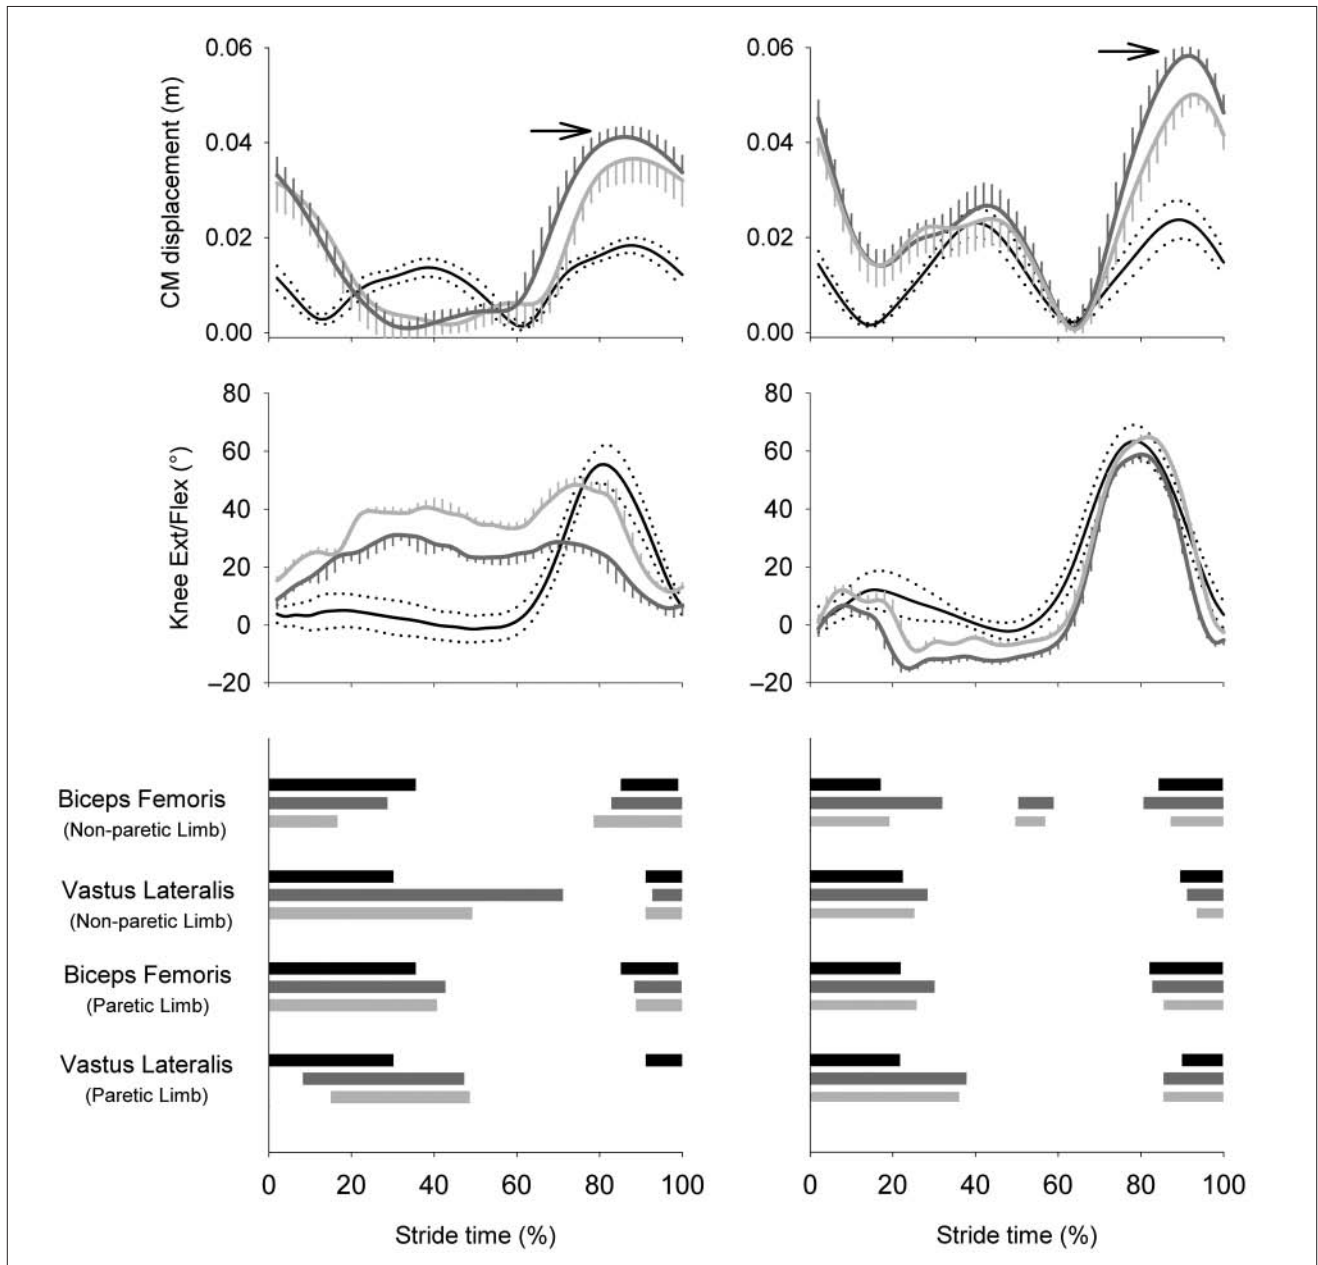 CM displacement (m)
0.06
0.04
0.02
0.00
0.06
0.04
0.02
0.00
Knee Ext/Flex (°)
80
60
40
20
0
–20
80
60
40
20
0
–20
Biceps Femoris
(Non-paretic Limb)
Vastus Lateralis
(Non-paretic Limb)
Biceps Femoris
(Paretic Limb)
Vastus Lateralis
(Paretic Limb)
0 20 40 60 80 100
0 20 40 60 80 100
Stride time (%)
Stride time (%)